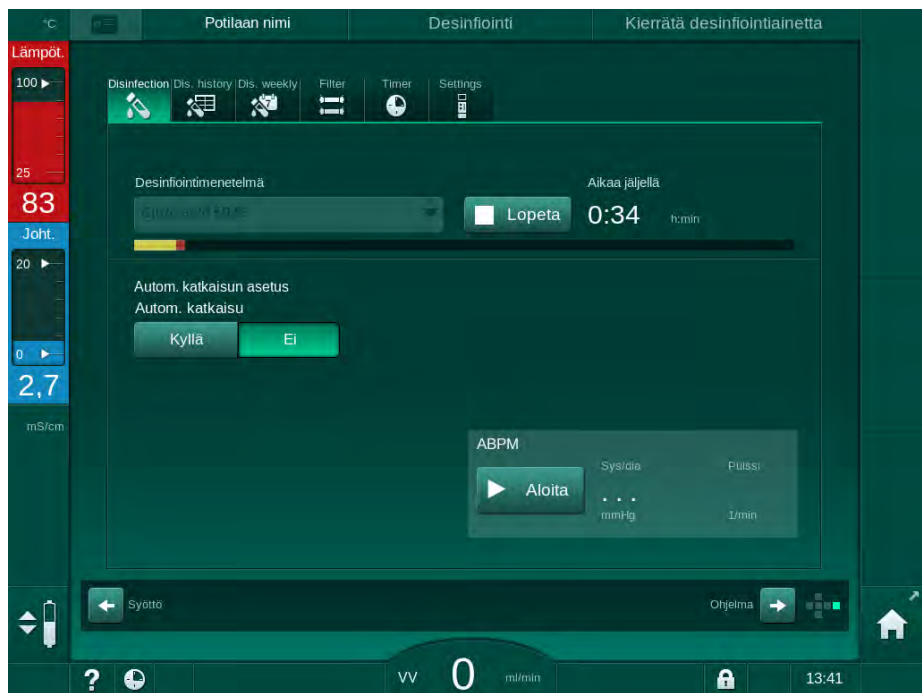 °C Potilaan nimi Desinfiointi Kierrätä desinfiointiainetta
Lämpöt.
100
Disinfection Dis. history Dis. weekly Filter Timer Settings
25
83
Desinfiointimenetelmä Aikaa jäljellä
Lopeta 0:34 h:min
Joht.
20
Autom. katkaisun asetus
Autom. katkaisu
Kyllä Ei
0
2,7
mS/cm
ABPM
Sys/dia Pulssi
Aloita . . .
mmHg 1/min
Syöttö Ohjelma
? VV 0 ml/min 13:41